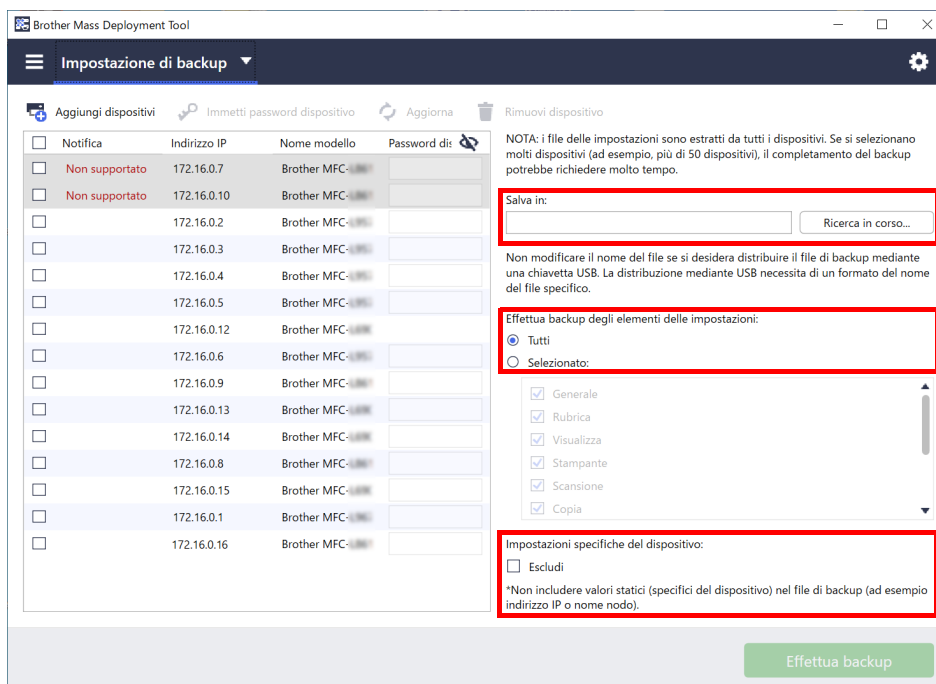 Brother Mass Deployment Tool
Impostazione di backup
Aggiungi dispositivi Immetti password dispositivo Aggiorna Rimuovi dispositivo
Notifica Indirizzo IP Nome modello Password dis
Non supportato 172.16.0.7 Brother MFC-
Non supportato 172.16.0.10 Brother MFC-
172.16.0.2 Brother MFC-
172.16.0.3 Brother MFC-
172.16.0.4 Brother MFC-
172.16.0.5 Brother MFC-
172.16.0.12 Brother MFC-
172.16.0.6 Brother MFC-
172.16.0.9 Brother MFC-
172.16.0.13 Brother MFC-
172.16.0.14 Brother MFC-
172.16.0.8 Brother MFC-
172.16.0.15 Brother MFC-
172.16.0.1 Brother MFC-
172.16.0.16 Brother MFC-
NOTA: i file delle impostazioni sono estratti da tutti i dispositivi. Se si selezionano
molti dispositivi (ad esempio, più di 50 dispositivi), il completamento del backup
potrebbe richiedere molto tempo.
Salva in:
Ricerca in corso...
Non modificare il nome del file se si desidera distribuire il file di backup mediante
una chiavetta USB. La distribuzione mediante USB necessita di un formato del nome
del file specifico.
Effettua backup degli elementi delle impostazioni:
Tutti
Selezionato:
Generale
Rubrica
Visualizza
Stampante
Scansione
Copia
Impostazioni specifiche del dispositivo:
Escludi
*Non includere valori statici (specifici del dispositivo) nel file di backup (ad esempio
indirizzo IP o nome nodo).
Effettua backup